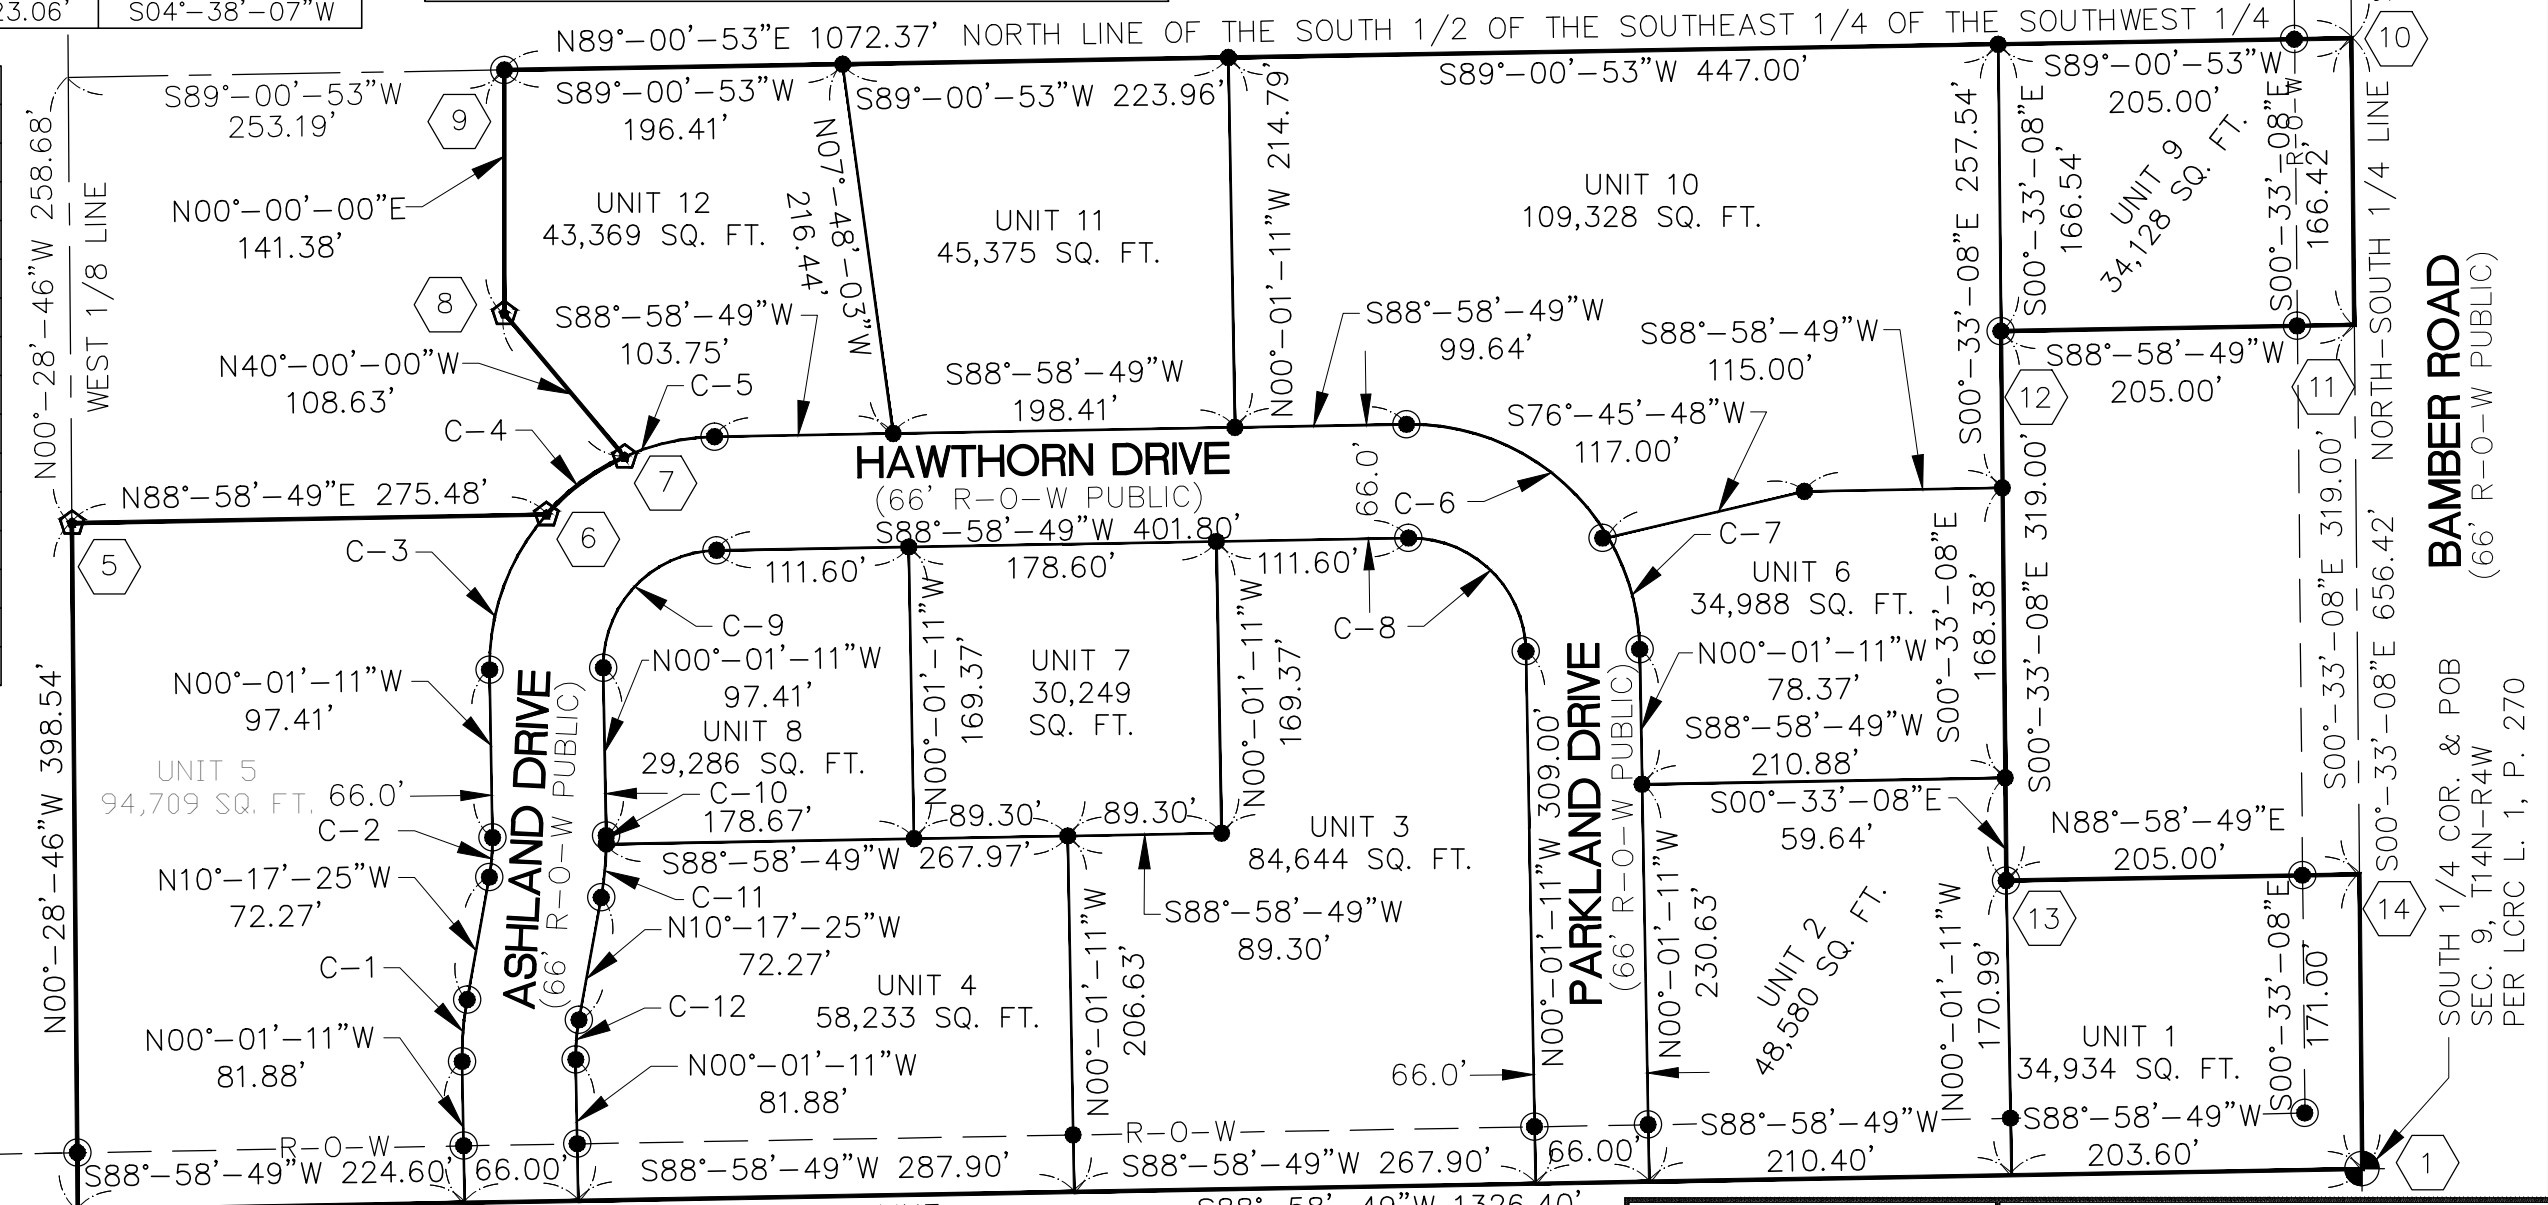 23.06'
S04°-38'-07"W
N89°-00'-53"E 1072.37'
NORTH LINE OF THE SOUTH 1/2 OF THE SOUTHEAST 1/4 OF THE SOUTHWEST 1/4
10
S89°-00'-53"W
253.19'
9
S89°-00'-53"W
196.41'
S89°-00'-53"W 223.96'
S89°-00'-53"W 447.00'
S89°-00'-53"W
205.00'
N00°-28'-46"W 258.68'
WEST 1/8 LINE
N00°-00'-00"E
141.38'
UNIT 12
43,369 SQ. FT.
N07°-48'-03"W
216.44'
UNIT 11
45,375 SQ. FT.
N00°-01'-11"W 214.79'
UNIT 10
109,328 SQ. FT.
S00°-33'-08"E 257.54'
S00°-33'-08"E
166.54'
UNIT 9
34,128 SQ. FT.
S00°-33'-08"E
R-O-W
166.42'
NORTH-SOUTH 1/4 LINE
BAMBER ROAD
(66' R-O-W PUBLIC)
8
S88°-58'-49"W
103.75'
S88°-58'-49"W
99.64'
S88°-58'-49"W
115.00'
S88°-58'-49"W
205.00'
11
12
N40°-00'-00"W
108.63'
C-5
C-4
S88°-58'-49"W
198.41'
S76°-45'-48"W
117.00'
HAWTHORN DRIVE
(66' R-O-W PUBLIC)
66.0'
C-6
7
N88°-58'-49"E 275.48'
S88°-58'-49"W 401.80'
6
5
C-3
111.60'
178.60'
111.60'
C-7
UNIT 6
34,988 SQ. FT.
S00°-33'-08"E
168.38'
S00°-33'-08"E 319.00'
S00°-33'-08"E 319.00'
S00°-33'-08"E 656.42'
C-9
C-8
N00°-01'-11"W
97.41'
N00°-01'-11"W
97.41'
N00°-01'-11"W
169.37'
UNIT 7
30,249
SQ. FT.
N00°-01'-11"W
169.37'
N00°-01'-11"W
78.37'
N00°-28'-46"W 398.54'
UNIT 5
94,709 SQ. FT.
66.0'
ASHLAND DRIVE
(66' R-O-W PUBLIC)
UNIT 8
29,286 SQ. FT.
C-10
178.67'
89.30'
89.30'
PARKLAND DRIVE
(66' R-O-W PUBLIC)
S88°-58'-49"W
210.88'
C-2
S88°-58'-49"W 267.97'
UNIT 3
84,644 SQ. FT.
S00°-33'-08"E
59.64'
N88°-58'-49"E
205.00'
N10°-17'-25"W
72.27'
C-11
N10°-17'-25"W
72.27'
S88°-58'-49"W
89.30'
N00°-01'-11"W 309.00'
N00°-01'-11"W
230.63'
UNIT 2
48,580 SQ. FT.
13
14
C-1
UNIT 4
58,233 SQ. FT.
C-12
N00°-01'-11"W
206.63'
N00°-01'-11"W
170.99'
S00°-33'-08"E
171.00'
SOUTH 1/4 COR. & POB
SEC. 9, T14N-R4W
PER LCRC L. 1, P. 270
N00°-01'-11"W
81.88'
N00°-01'-11"W
81.88'
66.0'
UNIT 1
34,934 SQ. FT.
R-O-W
R-O-W
S88°-58'-49"W 224.60'
66.00'
S88°-58'-49"W 287.90'
S88°-58'-49"W 267.90'
66.00'
S88°-58'-49"W
210.40'
S88°-58'-49"W
203.60'
1
S88°-58'-49"W 1326.40'